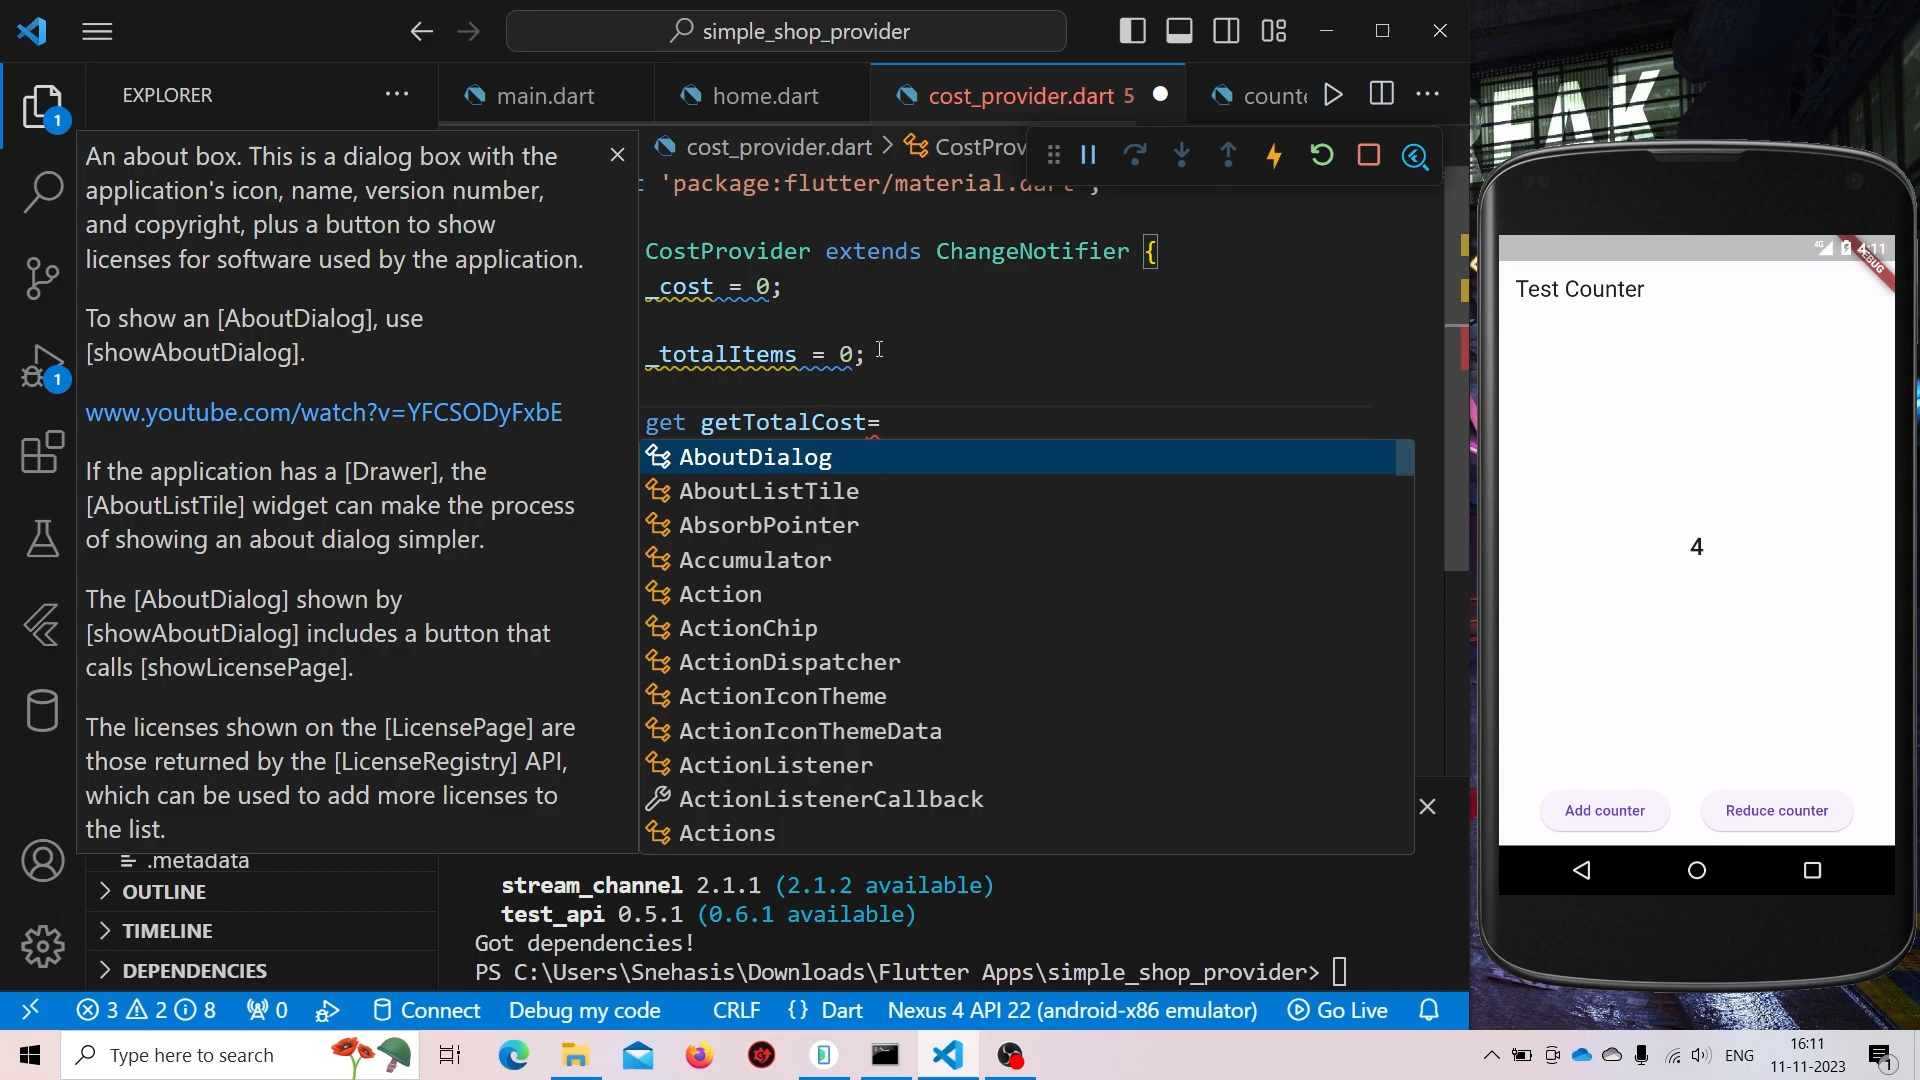 simple_shop_provider
EXPLORER
main.dart
home.dart
cost_provider.dart 5
counte
1
cost_provider.dart > CostProv
An about box. This is a dialog box with the
application's icon, name, version number,
and copyright, plus a button to show
licenses for software used by the application.
To show an [AboutDialog], use
[showAboutDialog].
www.youtube.com/watch?v=YFCSODyFxbE
If the application has a [Drawer], the
[AboutListTile] widget can make the process
of showing an about dialog simpler.
The [AboutDialog] shown by
[showAboutDialog] includes a button that
calls [showLicensePage].
The licenses shown on the [LicensePage] are
those returned by the [LicenseRegistry] API,
which can be used to add more licenses to
the list.
'package:flutter/material.dart';
CostProvider extends ChangeNotifier {
_cost = 0;
_totalItems = 0;
get getTotalCost=
AboutDialog
AboutListTile
AbsorbPointer
Accumulator
Action
ActionChip
ActionDispatcher
ActionIconTheme
ActionIconThemeData
ActionListener
ActionListenerCallback
Actions
1
.metadata
OUTLINE
TIMELINE
DEPENDENCIES
stream_channel 2.1.1 (2.1.2 available)
test_api 0.5.1 (0.6.1 available)
Got dependencies!
PS C:\Users\Snehasis\Downloads\Flutter Apps\simple_shop_provider>
3 2 8 0 Connect Debug my code CRLF {} Dart Nexus 4 API 22 (android-x86 emulator) Go Live
Type here to search
ENG
16:11
11-11-2023
1
4G 4:11
DEBUG
Test Counter
4
Add counter
Reduce counter